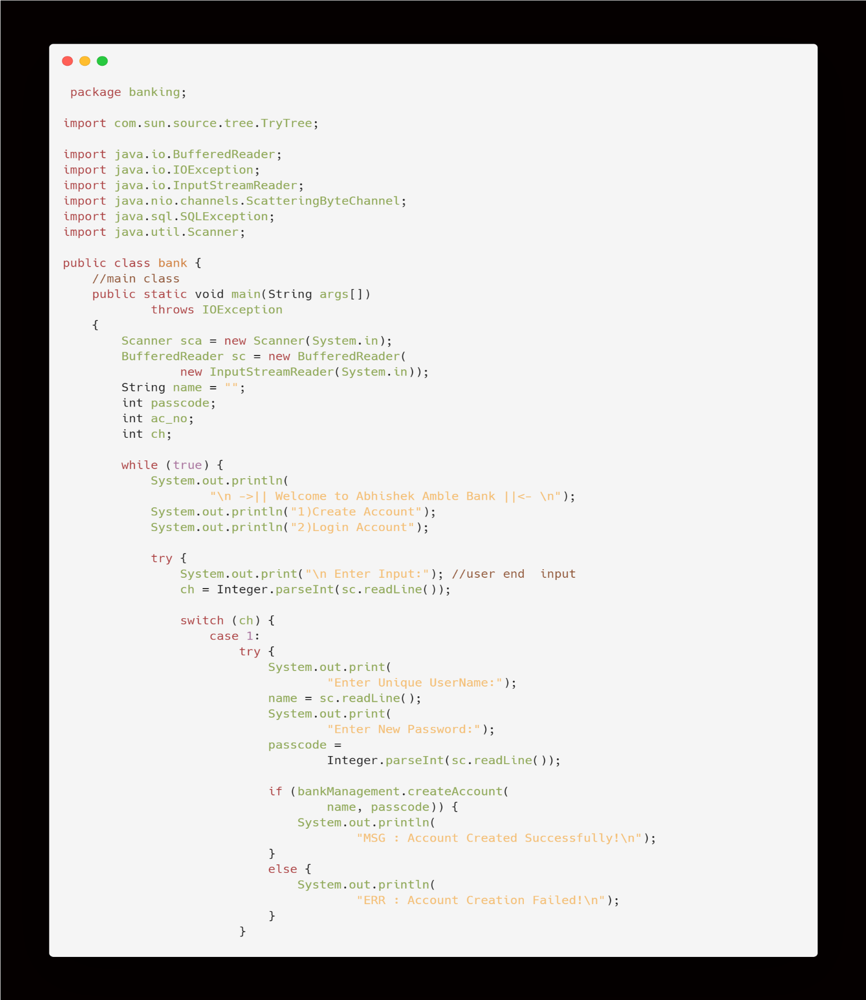 package banking;
import com.sun.source.tree.TryTree;
import java.io.BufferedReader;
import java.io.IOException;
import java.io.InputStreamReader;
import java.nio.channels.ScatteringByteChannel;
import java.sql.SQLException;
import java.util.Scanner;
public class bank {
    //main class
    public static void main(String args[])
            throws IOException
    {
        Scanner sca = new Scanner(System.in);
        BufferedReader sc = new BufferedReader(
                new InputStreamReader(System.in));
        String name = "";
        int passcode;
        int ac_no;
        int ch;
        while (true) {
            System.out.println(
                    "\n ->|| Welcome to Abhishek Amble Bank ||<- \n");
            System.out.println("1)Create Account");
            System.out.println("2)Login Account");
            try {
                System.out.print("\n Enter Input:"); //user end  input
                ch = Integer.parseInt(sc.readLine());
                switch (ch) {
                    case 1:
                        try {
                            System.out.print(
                                    "Enter Unique UserName:");
                            name = sc.readLine();
                            System.out.print(
                                    "Enter New Password:");
                            passcode =
                                    Integer.parseInt(sc.readLine());
                            if (bankManagement.createAccount(
                                    name, passcode)) {
                                System.out.println(
                                        "MSG : Account Created Successfully!\n");
                            }
                            else {
                                System.out.println(
                                        "ERR : Account Creation Failed!\n");
                            }
                        }